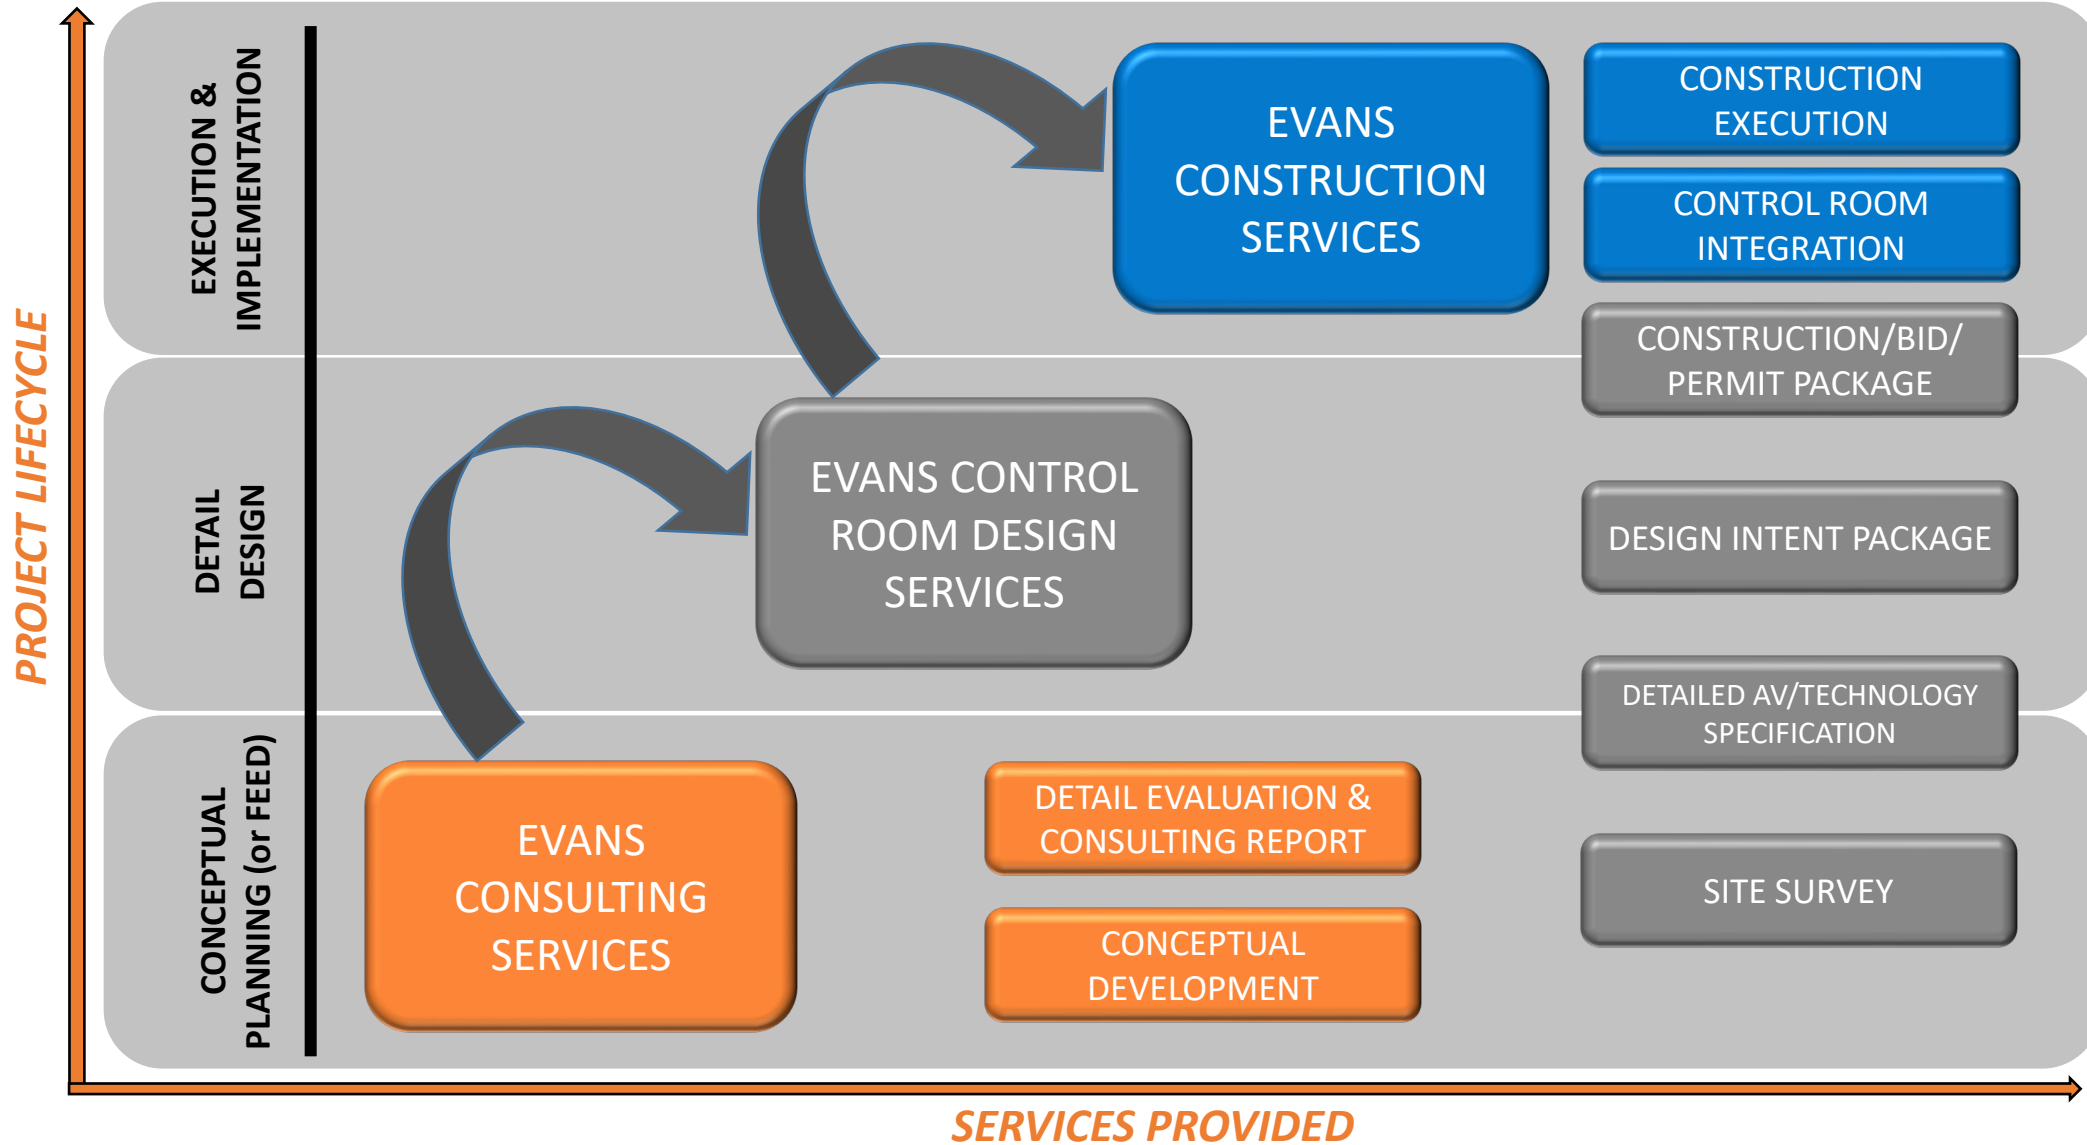 PROJECT LIFECYCLE
EXECUTION &
IMPLEMENTATION
EVANS
CONSTRUCTION
SERVICES
CONSTRUCTION
EXECUTION
CONTROL ROOM
INTEGRATION
CONSTRUCTION/BID/
PERMIT PACKAGE
DETAIL
DESIGN
EVANS CONTROL
ROOM DESIGN
SERVICES
DESIGN INTENT PACKAGE
DETAILED AV/TECHNOLOGY
SPECIFICATION
CONCEPTUAL
PLANNING (or FEED)
EVANS
CONSULTING
SERVICES
DETAIL EVALUATION &
CONSULTING REPORT
CONCEPTUAL
DEVELOPMENT
SITE SURVEY
SERVICES PROVIDED